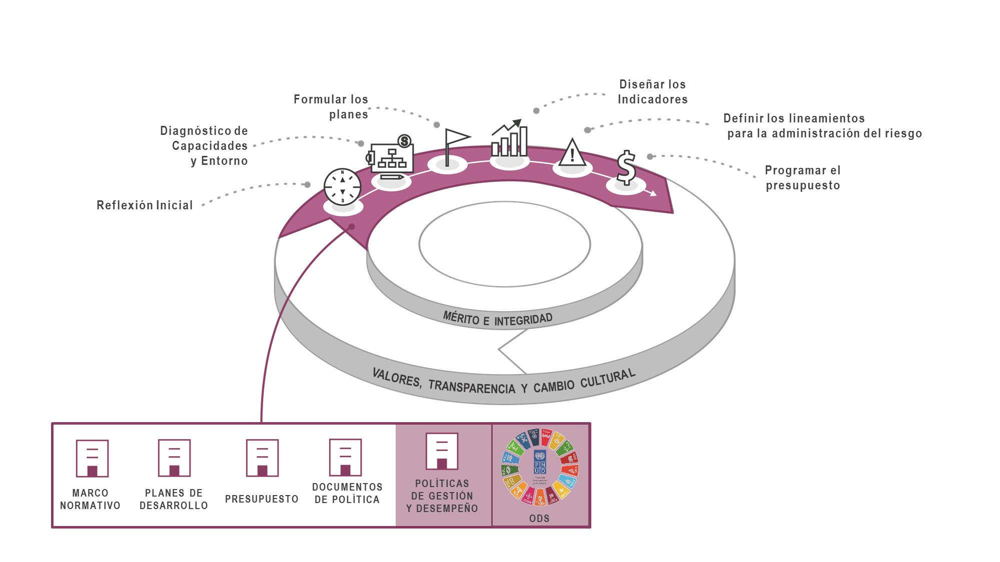 Diseñar los
Indicadores
Formular los
planes
Definir los lineamientos
para la administración del riesgo
Diagnóstico de
Capacidades
y Entorno
Programar el
presupuesto
Reflexión Inicial
$
!
$
N
S
MÉRITO E INTEGRIDAD
VALORES, TRANSPARENCIA Y CAMBIO CULTURAL
MARCO
NORMATIVO
PLANES DE
DESARROLLO
PRESUPUESTO
DOCUMENTOS
DE POLÍTICA
POLÍTICAS
DE GESTIÓN
Y DESEMPEÑO
PN
UD
ODS